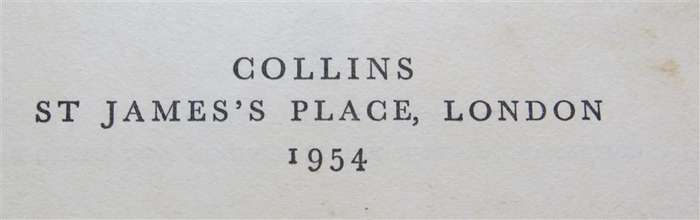 COLLINS
ST JAMES'S PLACE, LONDON
1954